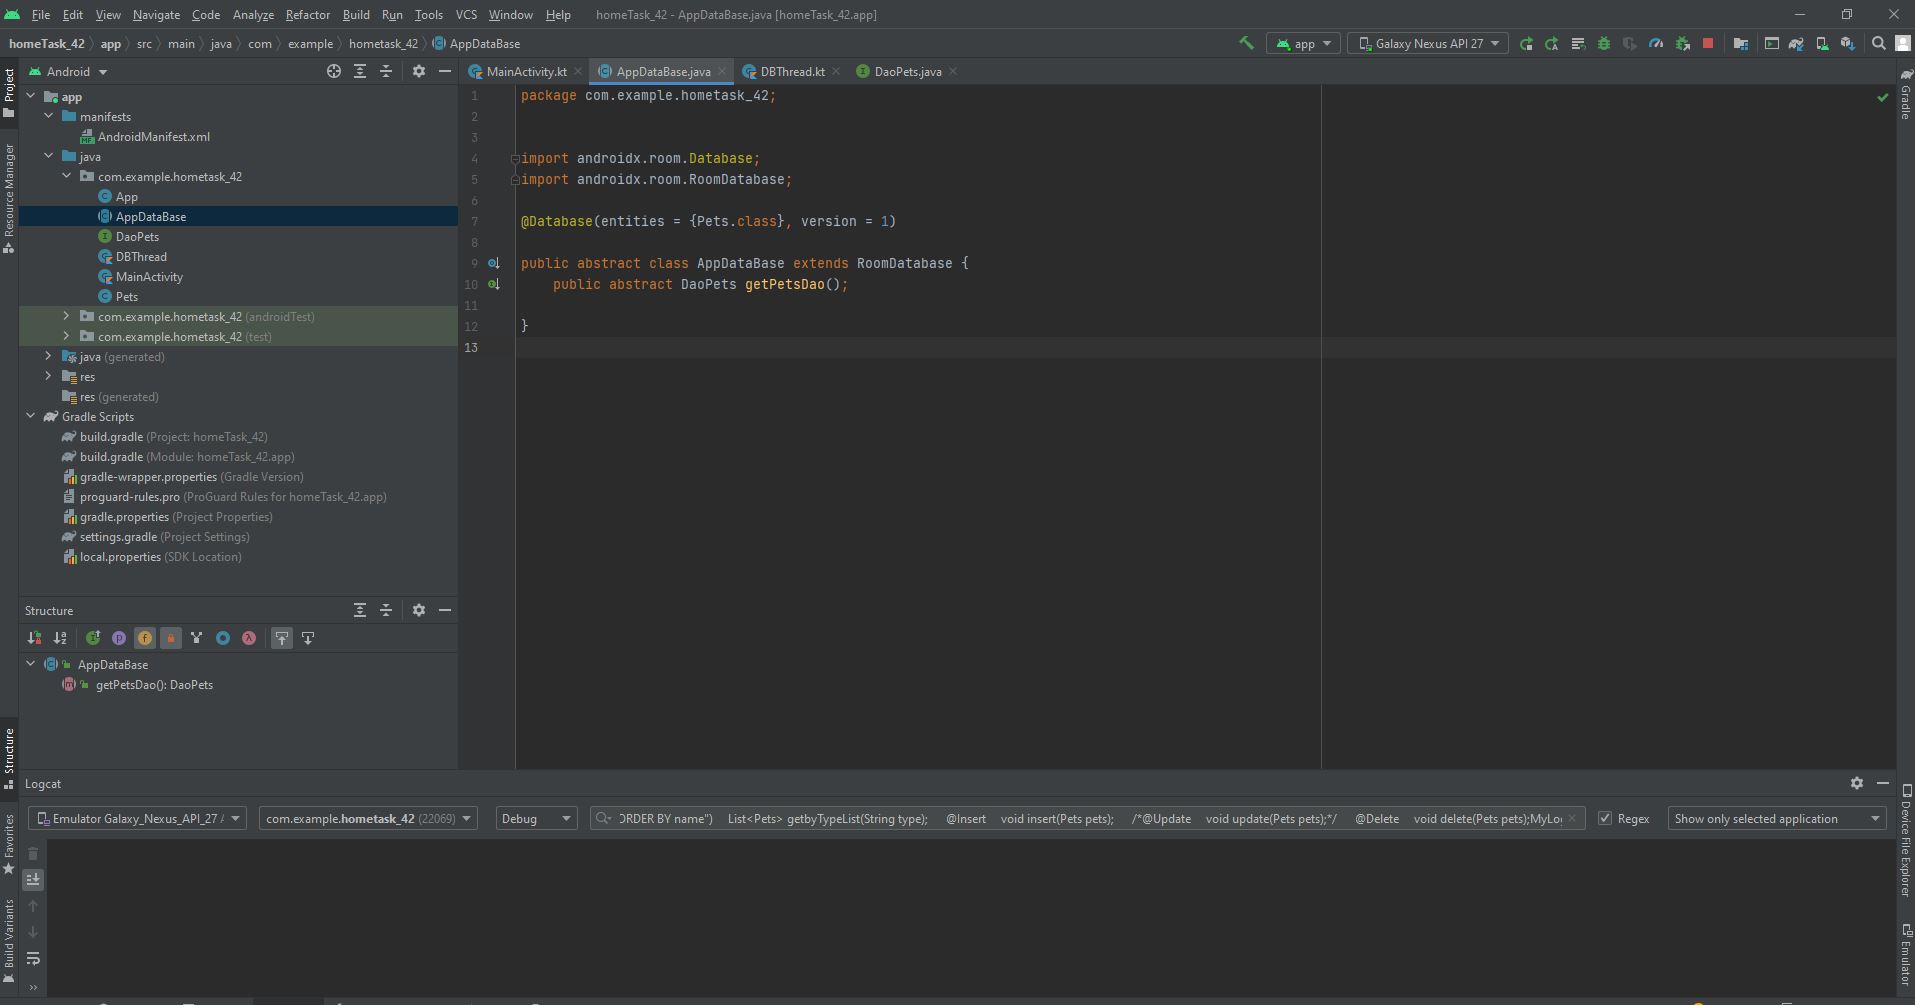 File Edit View Navigate Code Analyze Refactor Build Run Tools VCS Window Help homeTask_42 - AppDataBase.java [homeTask_42.app]
homeTask_42 app src main java com example hometask_42 AppDataBase app Galaxy Nexus API 27
Project
Resource Manager
Structure
Favorites
Build Variants
Android
app
manifests
AndroidManifest.xml
java
com.example.hometask_42
App
AppDataBase
DaoPets
DBThread
MainActivity
Pets
com.example.hometask_42 (androidTest)
com.example.hometask_42 (test)
java (generated)
res
res (generated)
Gradle Scripts
build.gradle (Project: homeTask_42)
build.gradle (Module: homeTask_42.app)
gradle-wrapper.properties (Gradle Version)
proguard-rules.pro (ProGuard Rules for homeTask_42.app)
gradle.properties (Project Properties)
settings.gradle (Project Settings)
local.properties (SDK Location)
Structure
AppDataBase
getPetsDao(): DaoPets
MainActivity.kt AppDataBase.java DBThread.kt DaoPets.java
1 package com.example.hometask_42;
2
3
4 import androidx.room.Database;
5 import androidx.room.RoomDatabase;
6
7 @Database(entities = {Pets.class}, version = 1)
8
9 public abstract class AppDataBase extends RoomDatabase {
10 public abstract DaoPets getPetsDao();
11
12 }
13
Logcat
Emulator Galaxy_Nexus_API_27 com.example.hometask_42 (22069) Debug ORDER BY name") List<Pets> getbyTypeList(String type); @Insert void insert(Pets pets); /*@Update void update(Pets pets);*/ @Delete void delete(Pets pets);MyLo Regex Show only selected application
Gradle
Device File Explorer
Emulator